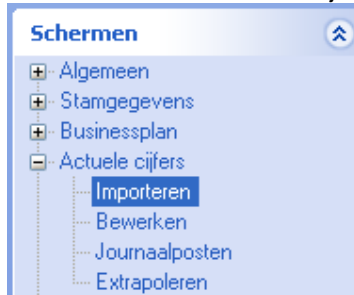 Schermen
Algemeen
Stamgegevens
Businessplan
Actuele cijfers
Importeren
Bewerken
Journaalposten
Extrapoleren